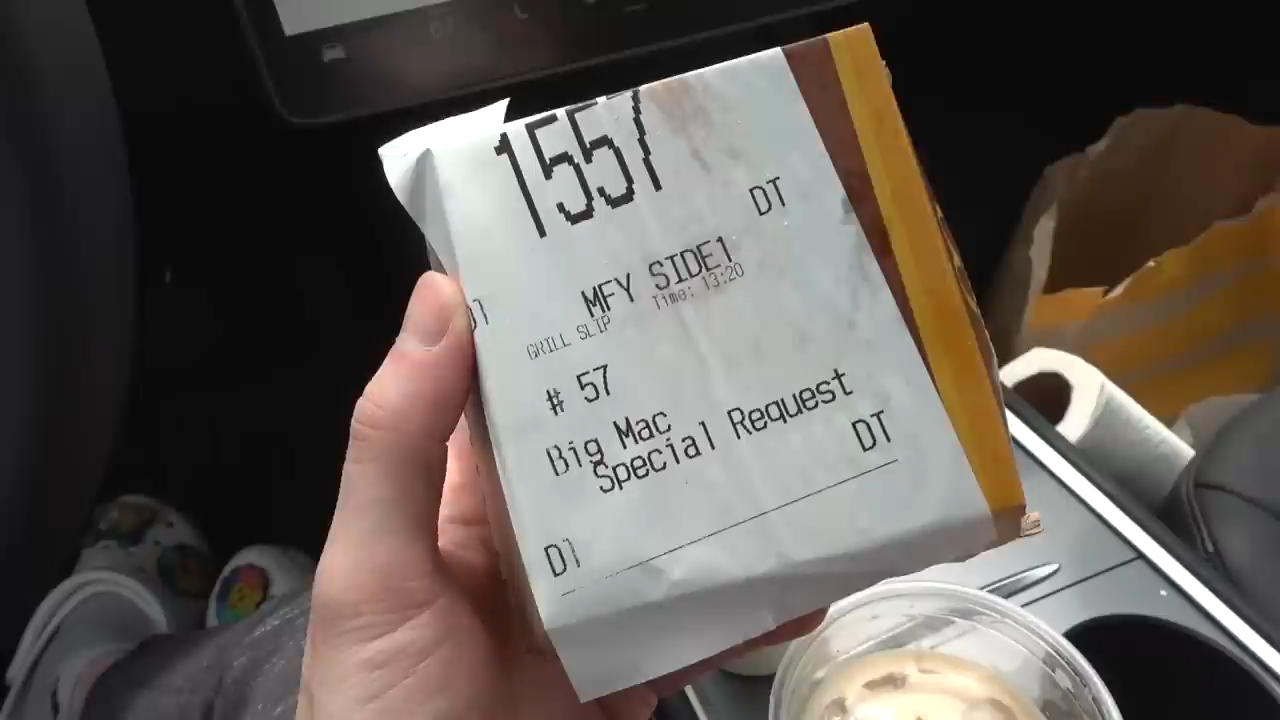 1557
DT
MFY SIDE1
D1 Time: 13:20
GRILL SLIP
# 57
Big Mac
Special Request
DT
D1